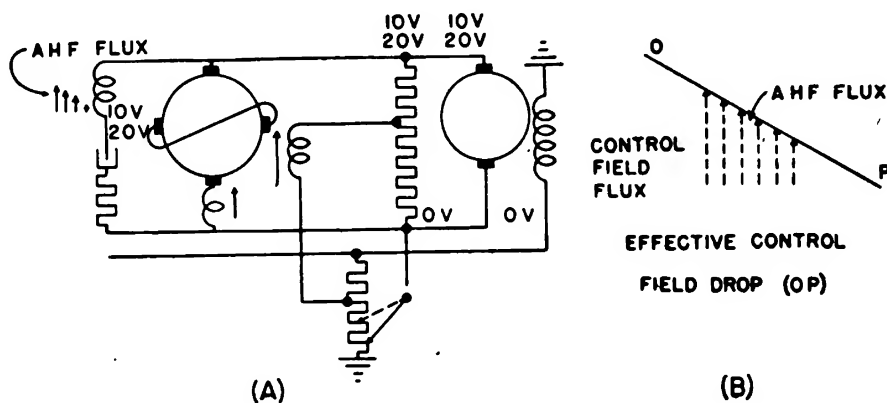 AHF FLUX
10V
20V
10V 10V
20V 20V
0V
0V
(A)
O
AHF FLUX
CONTROL
FIELD
FLUX
P
EFFECTIVE CONTROL
FIELD DROP (OP)
(B)